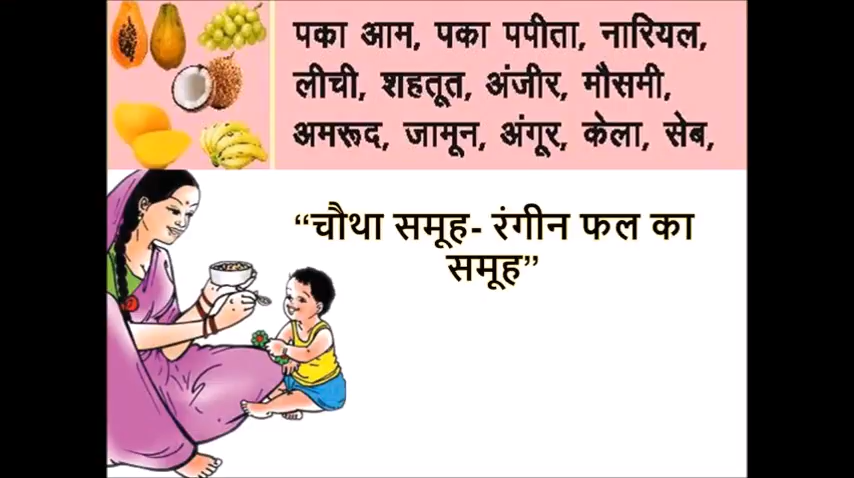 पका आम, पका पपीता, नारियल,
लीची, शहतूत, अंजीर, मौसमी,
अमरूद, जामून, अंगूर, केला, सेब,
“चौथा समूह- रंगीन फल का
समूह”